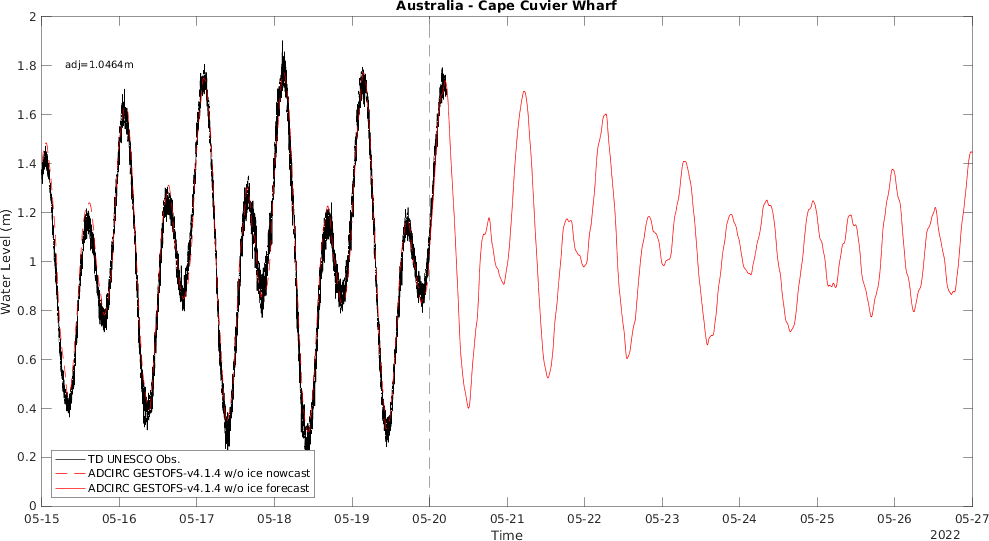 Australia - Cape Cuvier Wharf
2
1.8
1.6
1.4
1.2
1
0.8
0.6
0.4
0.2
0
Water Level (m)
adj=1.0464m
TD UNESCO Obs.
ADCIRC GESTOFS-v4.1.4 w/o ice nowcast
ADCIRC GESTOFS-v4.1.4 w/o ice forecast
05-15 05-16 05-17 05-18 05-19 05-20 05-21 05-22 05-23 05-24 05-25 05-26 05-27
Time
2022